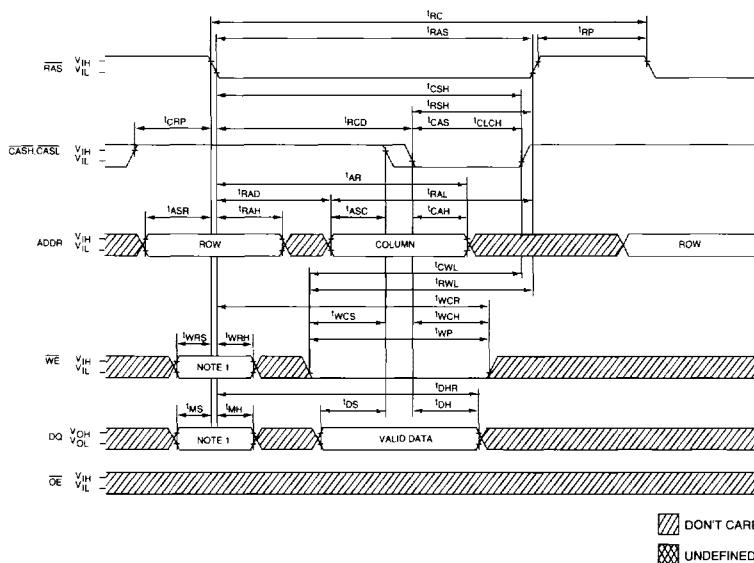 tRC
tRAS
tRP
RAS VIH
VIL
tCSH
tRSH
tCRP
tRCD
tCAS
tCLCH
CASH,CASL VIH
VIL
tAR
tRAD
tRAL
tASR
tRAH
tASC
tCAH
ADDR VIH
VIL
ROW
COLUMN
ROW
tCWL
tRWL
tWCR
tWCS
tWCH
tWRS
tWRH
tWP
WE VIH
VIL
NOTE 1
tDHR
tMS
tMH
tDS
tDH
DQ VOH
VOL
NOTE 1
VALID DATA
OE VIH
VIL
DON'T CARE
UNDEFINED